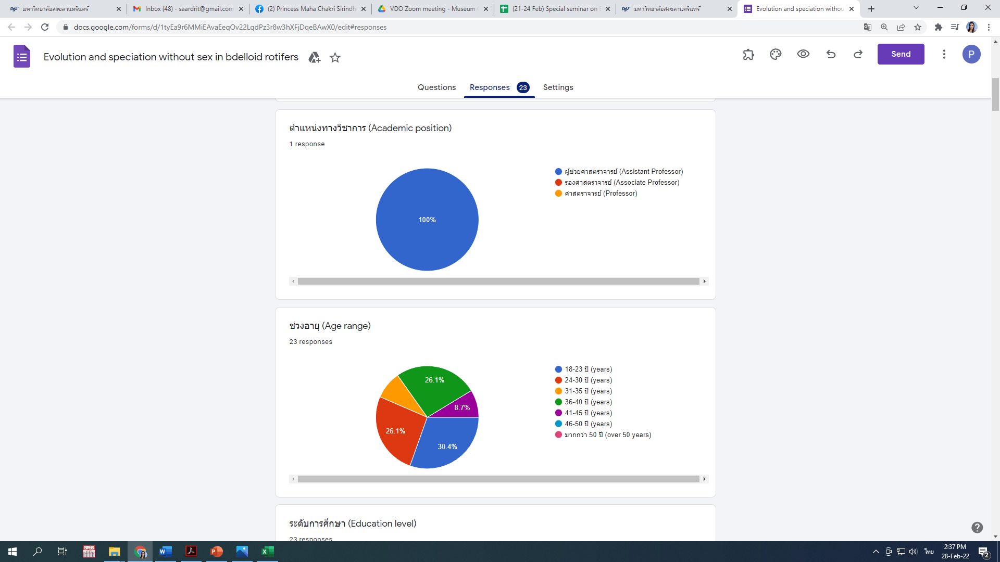 มหาวิทยาลัยสงขลานครินทร์
Inbox (48) - saardrit@gmail.com
(2) Princess Maha Chakri Sirindh
VDO Zoom meeting - Museum
(21-24 Feb) Special seminar on
มหาวิทยาลัยสงขลานครินทร์
Evolution and speciation withou
docs.google.com/forms/d/1tyEa9r6MMiEAvaEeqOv22LqdPz3r8w3hXFjDqeBAwX0/edit#responses
Evolution and speciation without sex in bdelloid rotifers
Send
P
Questions
Responses 23
Settings
ตำแหน่งทางวิชาการ (Academic position)
1 response
ผู้ช่วยศาสตราจารย์ (Assistant Professor)
รองศาสตราจารย์ (Associate Professor)
ศาสตราจารย์ (Professor)
100%
ช่วงอายุ (Age range)
23 responses
18-23 ปี (years)
24-30 ปี (years)
31-35 ปี (years)
36-40 ปี (years)
41-45 ปี (years)
46-50 ปี (years)
มากกว่า 50 ปี (over 50 years)
26.1%
8.7%
26.1%
30.4%
ระดับการศึกษา (Education level)
23 responses
SPSS
ไทย
2:37 PM
28-Feb-22
2